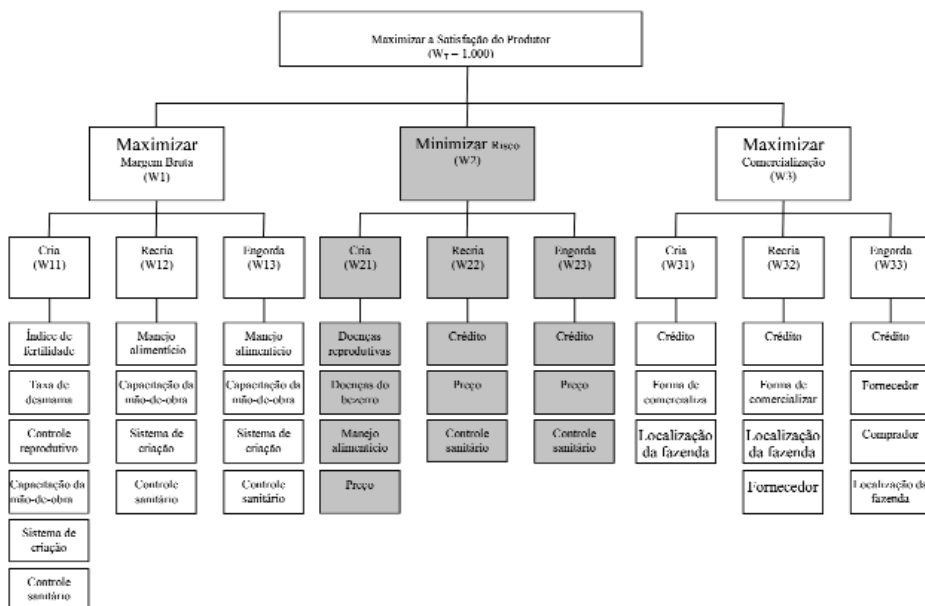 Maximizar a Satisfação do Produtor
(WT – 1.000)
Maximizar
Margem Bruta
(W1)
Minimizar Risco
(W2)
Maximizar
Comercialização
(W3)
Cria
(W11)
Recria
(W12)
Engorda
(W13)
Cria
(W21)
Recria
(W22)
Engorda
(W23)
Cria
(W31)
Recria
(W32)
Engorda
(W33)
Índice de
fertilidade
Taxa de
desmama
Controle
reprodutivo
Capacitação da
mão-de-obra
Sistema de
criação
Controle
sanitário
Manejo
alimentício
Capacitação da
mão-de-obra
Sistema de
criação
Controle
sanitário
Manejo
alimentício
Capacitação da
mão-de-obra
Sistema de
criação
Controle
sanitário
Doenças
reprodutivas
Doenças do
bezerro
Manejo
alimentício
Preço
Crédito
Preço
Controle
sanitário
Crédito
Preço
Controle
sanitário
Crédito
Forma de
comercializa
Localização
da fazenda
Crédito
Forma de
comercializar
Localização
da fazenda
Fornecedor
Crédito
Fornecedor
Comprador
Localização da
fazenda